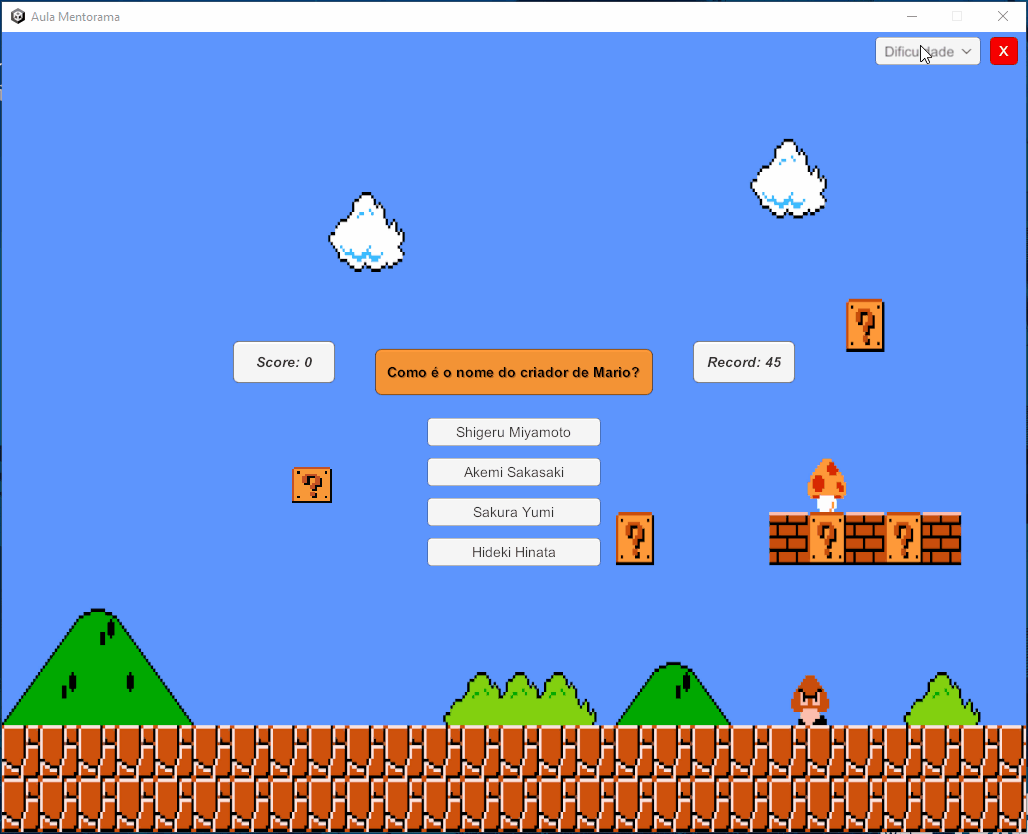 Aula Mentorama
Dificuldade
X
Score: 0
Como é o nome do criador de Mario?
Record: 45
Shigeru Miyamoto
Akemi Sakasaki
Sakura Yumi
Hideki Hinata
?
?
?
?
?